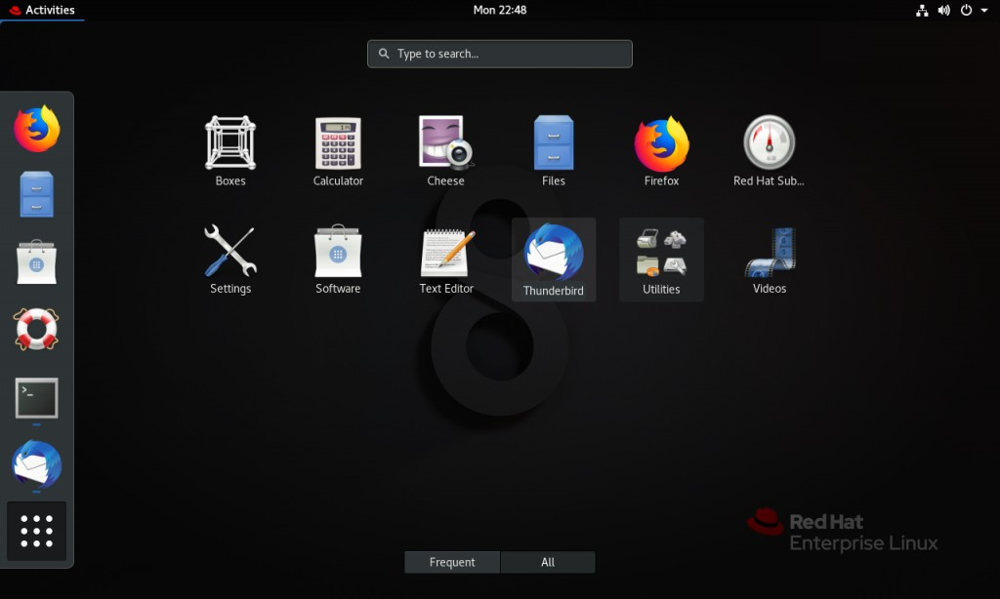 Activities
Mon 22:48
Type to search...
Boxes
Calculator
Cheese
Files
Firefox
Red Hat Sub...
Settings
Software
Text Editor
Thunderbird
Utilities
Videos
8
>_
Red Hat
Enterprise Linux
Frequent
All